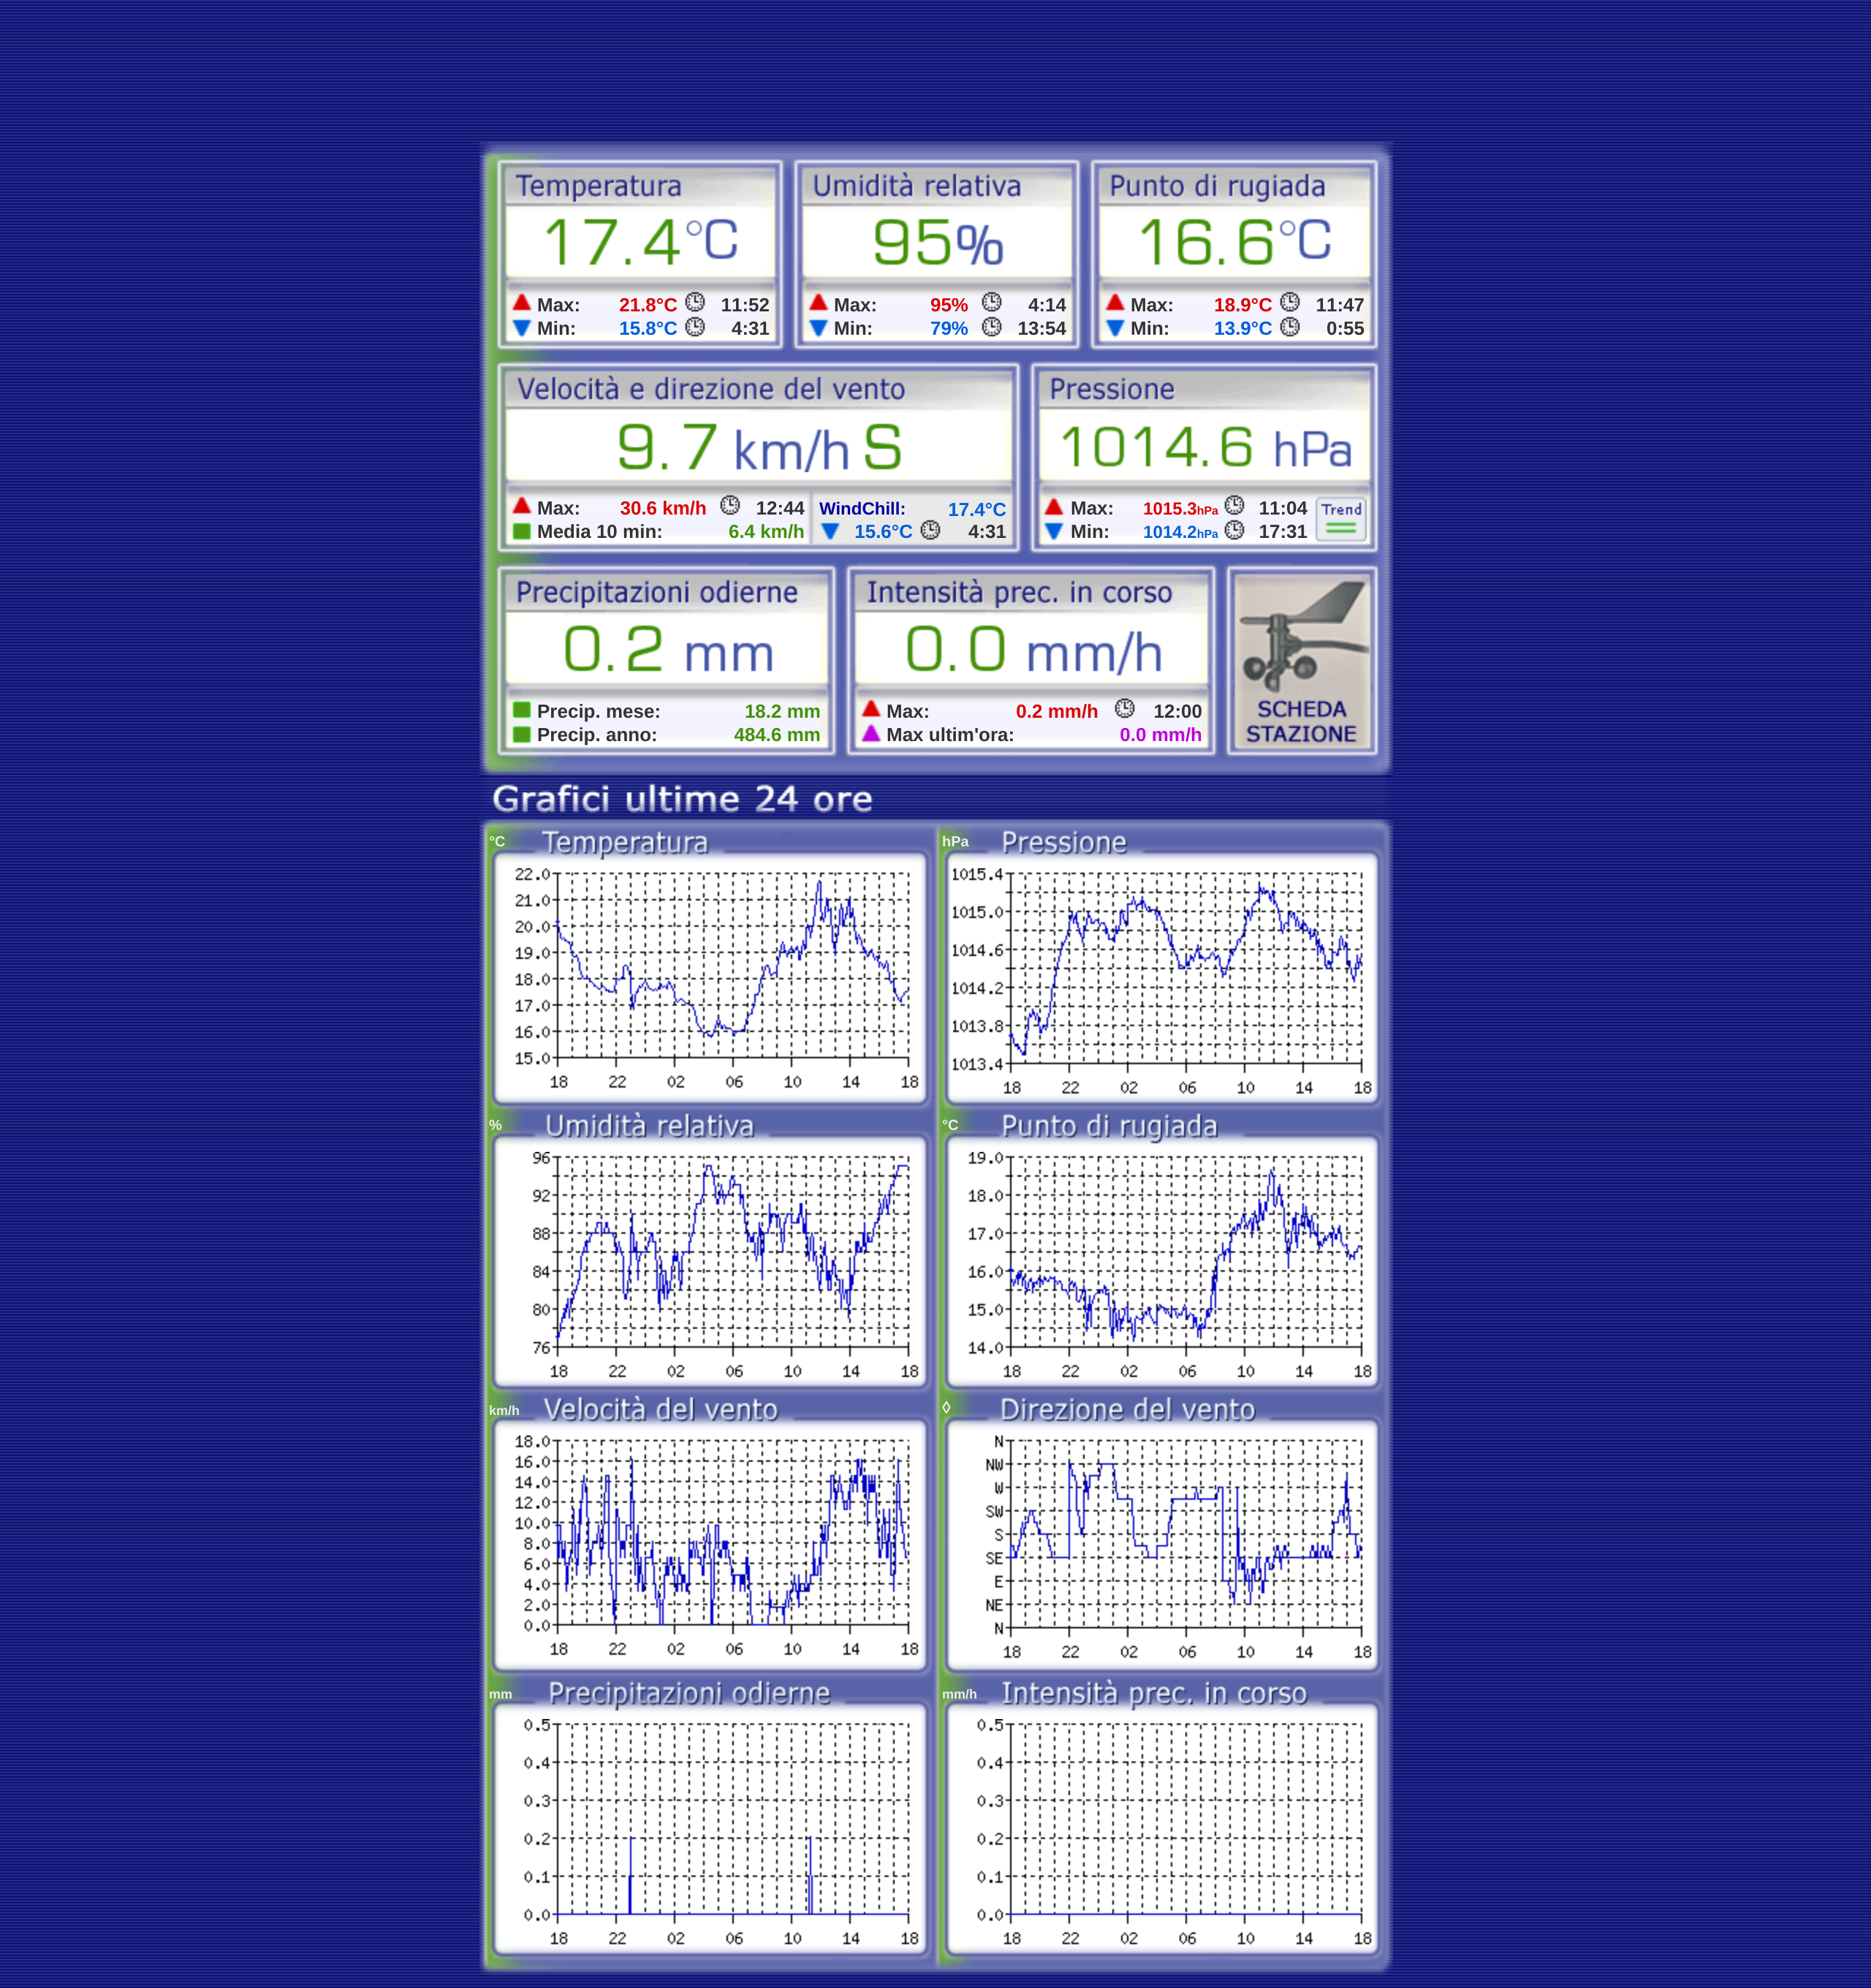 Temperatura Umidità relativa Punto di rugiada
17.4°C 95% 16.6°C
Max: 21.8°C 11:52 Max: 95% 4:14 Max: 18.9°C 11:47
Min: 15.8°C 4:31 Min: 79% 13:54 Min: 13.9°C 0:55
Velocità e direzione del vento Pressione
9.7 km/h S 1014.6 hPa
Max: 30.6 km/h 12:44 WindChill: 17.4°C Max: 1015.3hPa 11:04 Trend
Media 10 min: 6.4 km/h 15.6°C 4:31 Min: 1014.2hPa 17:31
Precipitazioni odierne Intensità prec. in corso
0.2 mm 0.0 mm/h
Precip. mese: 18.2 mm Max: 0.2 mm/h 12:00 SCHEDA
Precip. anno: 484.6 mm Max ultim'ora: 0.0 mm/h STAZIONE
Grafici ultime 24 ore
°C Temperatura
22.0
21.0
20.0
19.0
18.0
17.0
16.0
15.0
18 22 02 06 10 14 18
hPa Pressione
1015.4
1015.0
1014.6
1014.2
1013.8
1013.4
18 22 02 06 10 14 18
% Umidità relativa
96
92
88
84
80
76
18 22 02 06 10 14 18
°C Punto di rugiada
19.0
18.0
17.0
16.0
15.0
14.0
18 22 02 06 10 14 18
km/h Velocità del vento
18.0
16.0
14.0
12.0
10.0
8.0
6.0
4.0
2.0
0.0
18 22 02 06 10 14 18
◊ Direzione del vento
N
NW
W
SW
S
SE
E
NE
N
18 22 02 06 10 14 18
mm Precipitazioni odierne
0.5
0.4
0.3
0.2
0.1
0.0
18 22 02 06 10 14 18
mm/h Intensità prec. in corso
0.5
0.4
0.3
0.2
0.1
0.0
18 22 02 06 10 14 18